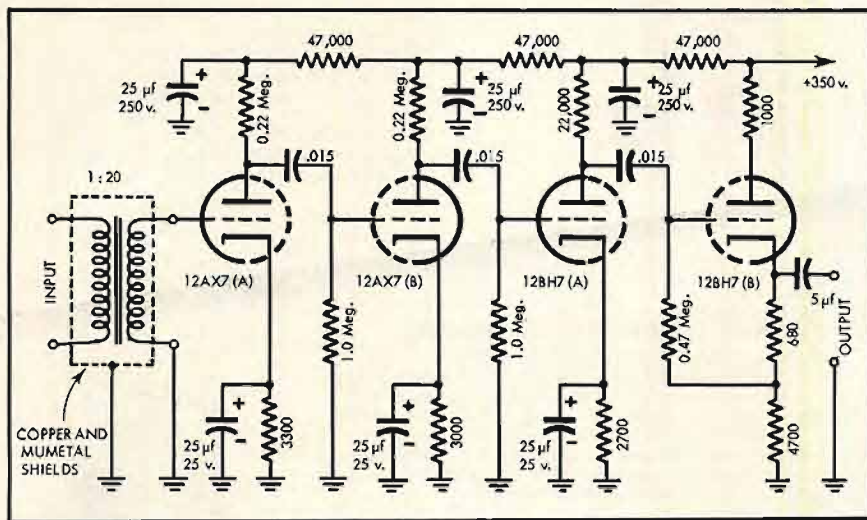 47,000
47,000
47,000
+350 v.
25 µf
250 v.
+
-
0.22 Meg.
0.22 Meg.
+
-
25 µf
250 v.
22,000
+
-
25 µf
250 v.
1000
.015
.015
.015
1 : 20
INPUT
12AX7 (A)
12AX7 (B)
12BH7 (A)
12BH7 (B)
5 µf
OUTPUT
1.0 Meg.
1.0 Meg.
0.47 Meg.
680
COPPER AND
MUMETAL
SHIELDS
25 µf
25 v.
+
-
3300
25 µf
25 v.
+
-
3000
25 µf
25 v.
+
-
2700
4700